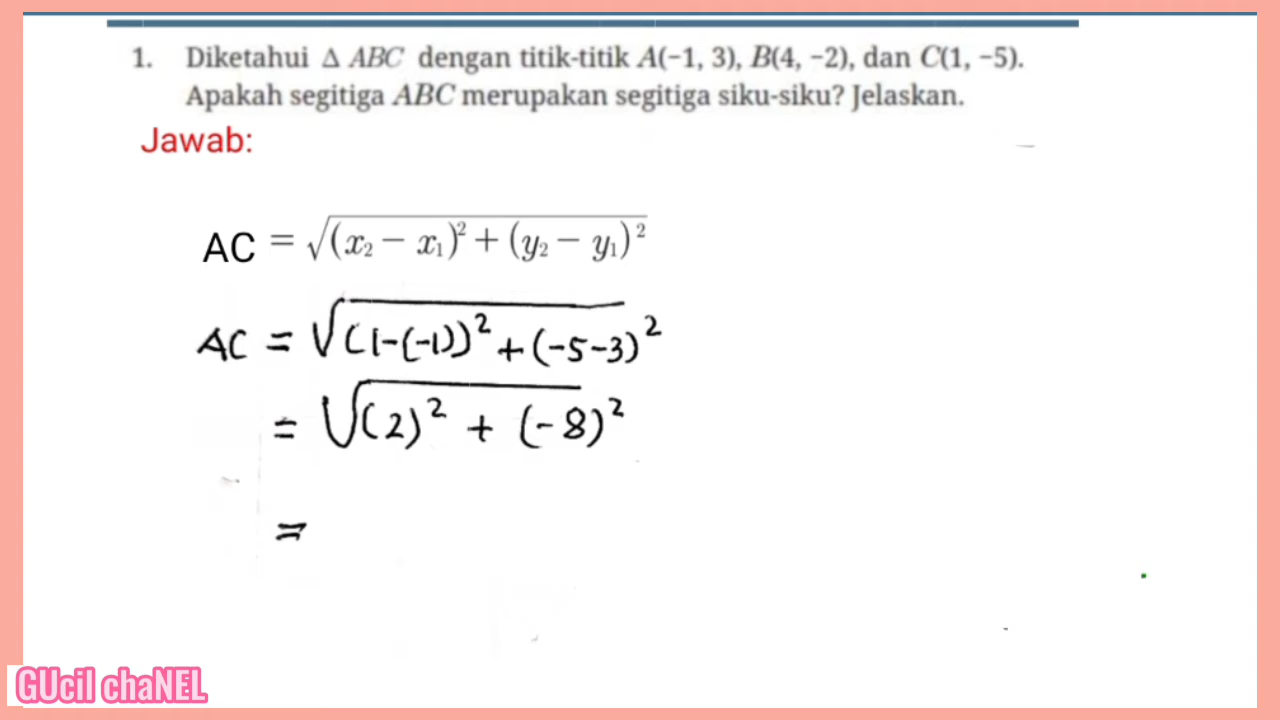 1. Diketahui Δ ABC dengan titik-titik A(−1, 3), B(4, −2), dan C(1, −5).
Apakah segitiga ABC merupakan segitiga siku-siku? Jelaskan.
Jawab:
AC = √(x₂ − x₁)² + (y₂ − y₁)²
AC = √(1-(-1))² + (-5-3)²
= √(2)² + (-8)²
=
GUcil chaNEL